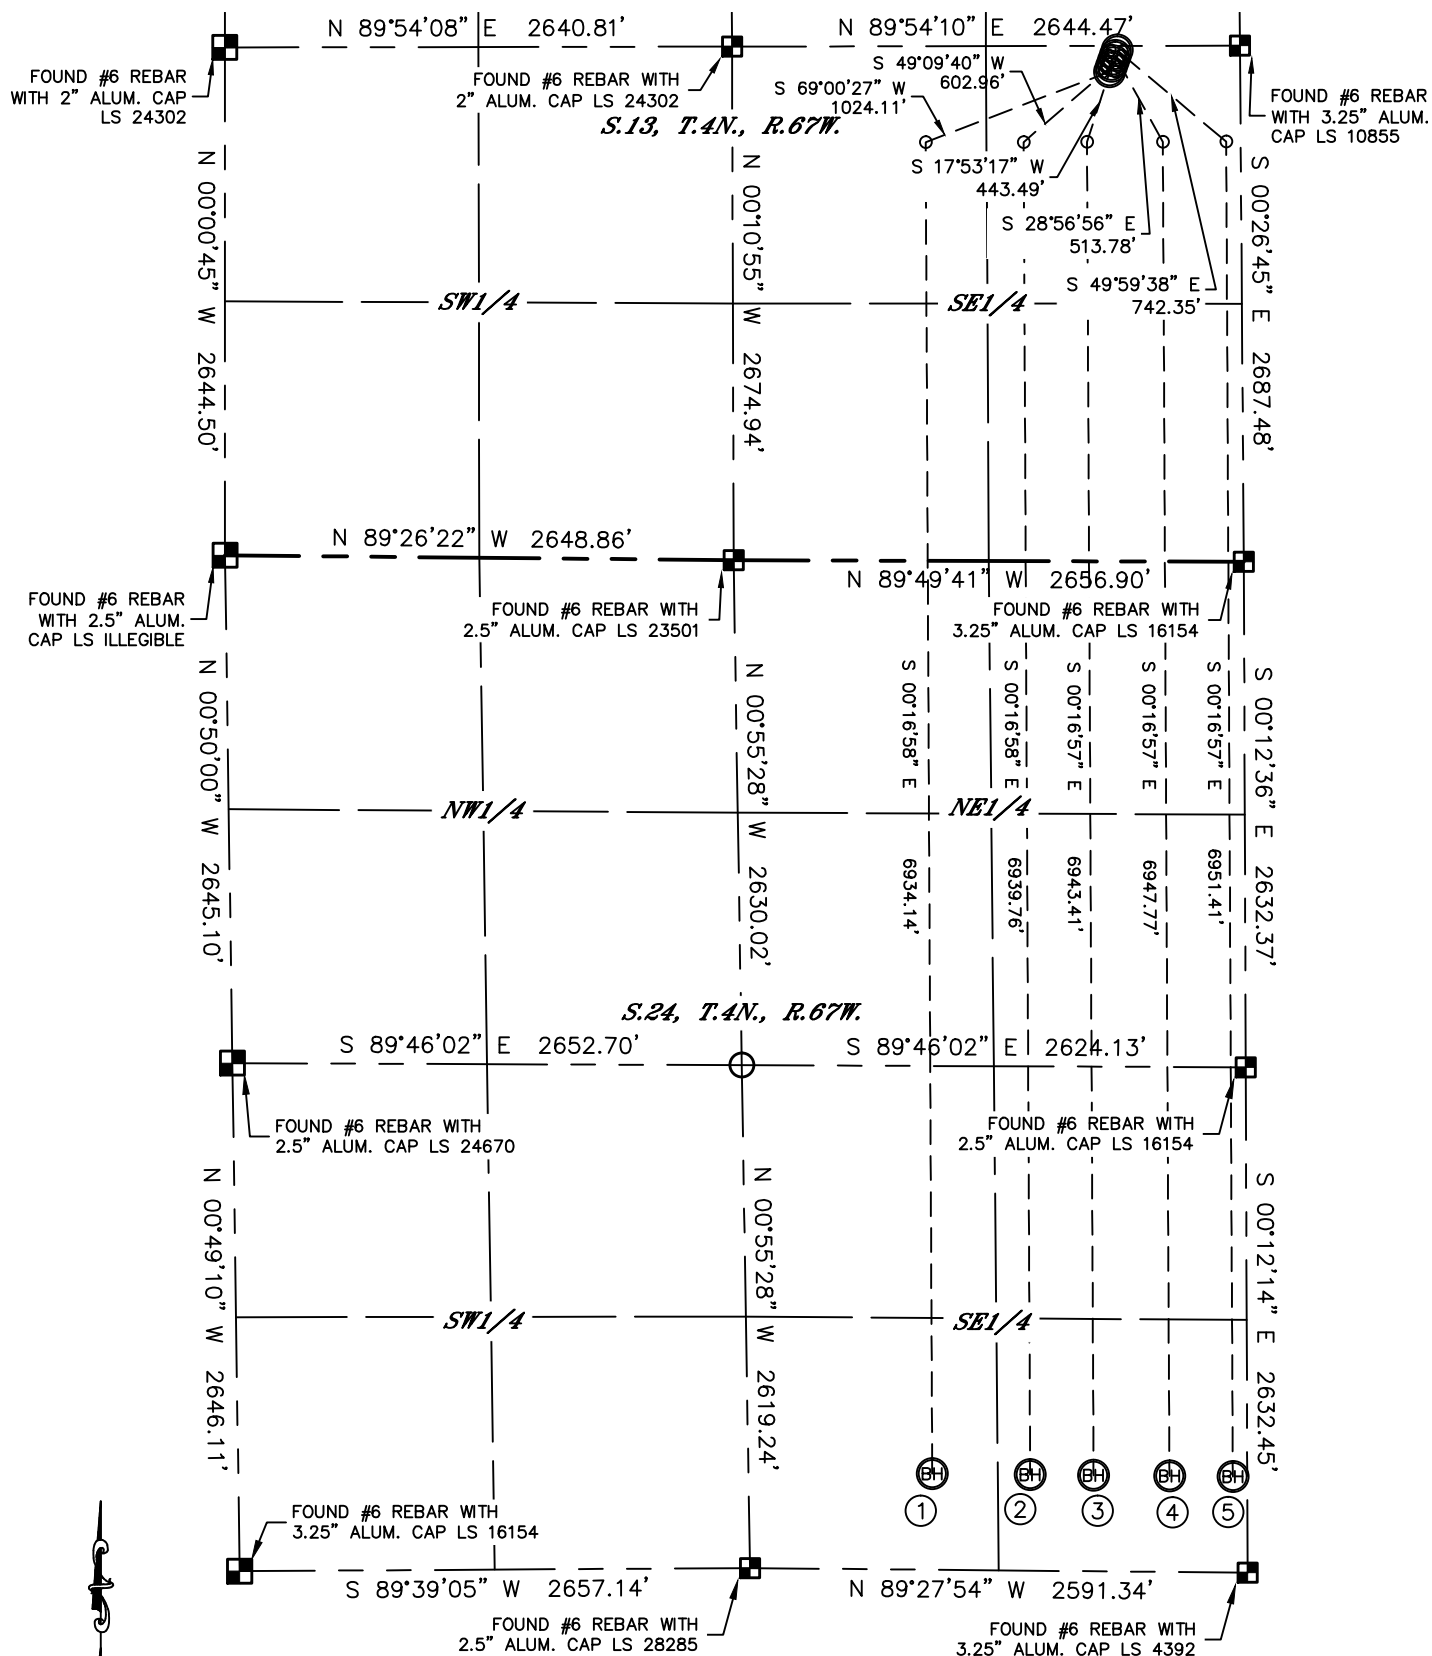 N 89°54'08" E 2640.81'
N 89°54'10" E 2644.47'
FOUND #6 REBAR
WITH 2" ALUM. CAP
LS 24302
FOUND #6 REBAR WITH
2" ALUM. CAP LS 24302
S 49°09'40" W
602.96'
S 69°00'27" W
1024.11'
FOUND #6 REBAR
WITH 3.25" ALUM.
CAP LS 10855
S.13, T.4N., R.67W.
S 17°53'17" W
443.49'
S 28°56'56" E
513.78'
S 49°59'38" E
742.35'
N 00°00'45" W 2644.50'
N 00°10'55" W 2674.94'
S 00°26'45" E 2687.48'
SW1/4
SE1/4
N 89°26'22" W 2648.86'
N 89°49'41" W 2656.90'
FOUND #6 REBAR
WITH 2.5" ALUM.
CAP LS ILLEGIBLE
FOUND #6 REBAR WITH
2.5" ALUM. CAP LS 23501
FOUND #6 REBAR WITH
3.25" ALUM. CAP LS 16154
N 00°50'00" W 2645.10'
N 00°55'28" W 2630.02'
S 00°16'58" E 6934.14'
S 00°16'58" E 6939.76'
S 00°16'57" E 6943.41'
S 00°16'57" E 6947.77'
S 00°16'57" E 6951.41'
S 00°12'36" E 2632.37'
NW1/4
NE1/4
S.24, T.4N., R.67W.
S 89°46'02" E 2652.70'
S 89°46'02" E 2624.13'
FOUND #6 REBAR WITH
2.5" ALUM. CAP LS 24670
FOUND #6 REBAR WITH
2.5" ALUM. CAP LS 16154
N 00°49'10" W 2646.11'
N 00°55'28" W 2619.24'
S 00°12'14" E 2632.45'
SW1/4
SE1/4
BH
BH
BH
BH
BH
1
2
3
4
5
FOUND #6 REBAR WITH
3.25" ALUM. CAP LS 16154
S 89°39'05" W 2657.14'
N 89°27'54" W 2591.34'
FOUND #6 REBAR WITH
2.5" ALUM. CAP LS 28285
FOUND #6 REBAR WITH
3.25" ALUM. CAP LS 4392